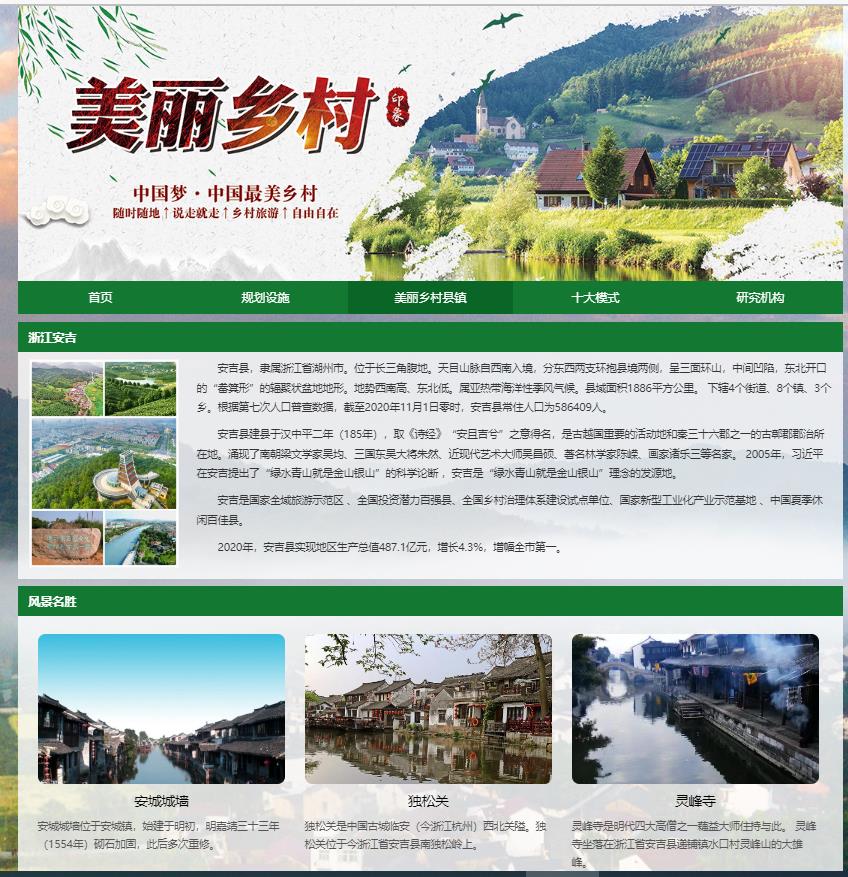 美丽乡村
印象
中国梦·中国最美乡村
随时随地↑说走就走↑乡村旅游↑自由自在
首页 规划设施 美丽乡村县镇 十大模式 研究机构
浙江安吉
安吉县，隶属浙江省湖州市。位于长三角腹地。天目山脉自西南入境，分东西两支环抱县境两侧，呈三面环山，中间凹陷，东北开口
的“畚箕形”的辐聚状盆地地形。地势西南高、东北低。属亚热带海洋性季风气候。县域面积1886平方公里。 下辖4个街道、8个镇、3个
乡。根据第七次人口普查数据，截至2020年11月1日零时，安吉县常住人口为586409人。
安吉县建县于汉中平二年（185年），取《诗经》“安且吉兮”之意得名，是古越国重要的活动地和秦三十六郡之一的古鄣郡郡治所
在地。涌现了南朝梁文学家吴均、三国东吴大将朱然、近现代艺术大师吴昌硕、著名林学家陈嵘、画家诸乐三等名家。 2005年，习近平
在安吉提出了“绿水青山就是金山银山”的科学论断 ，安吉是“绿水青山就是金山银山”理念的发源地。
安吉是国家全域旅游示范区 、全国投资潜力百强县、全国乡村治理体系建设试点单位、国家新型工业化产业示范基地 、中国夏季休
闲百佳县。
2020年，安吉县实现地区生产总值487.1亿元，增长4.3%，增幅全市第一。
风景名胜
安城城墙
安城城墙位于安城镇，始建于明初，明嘉靖三十三年
（1554年）砌石加固，此后多次重修。
独松关
独松关是中国古城临安（今浙江杭州）西北关隘。独
松关位于今浙江省安吉县南独松岭上。
灵峰寺
灵峰寺是明代四大高僧之一蕅益大师住持与此。 灵峰
寺坐落在浙江省安吉县递铺镇水口村灵峰山的大雄
峰。